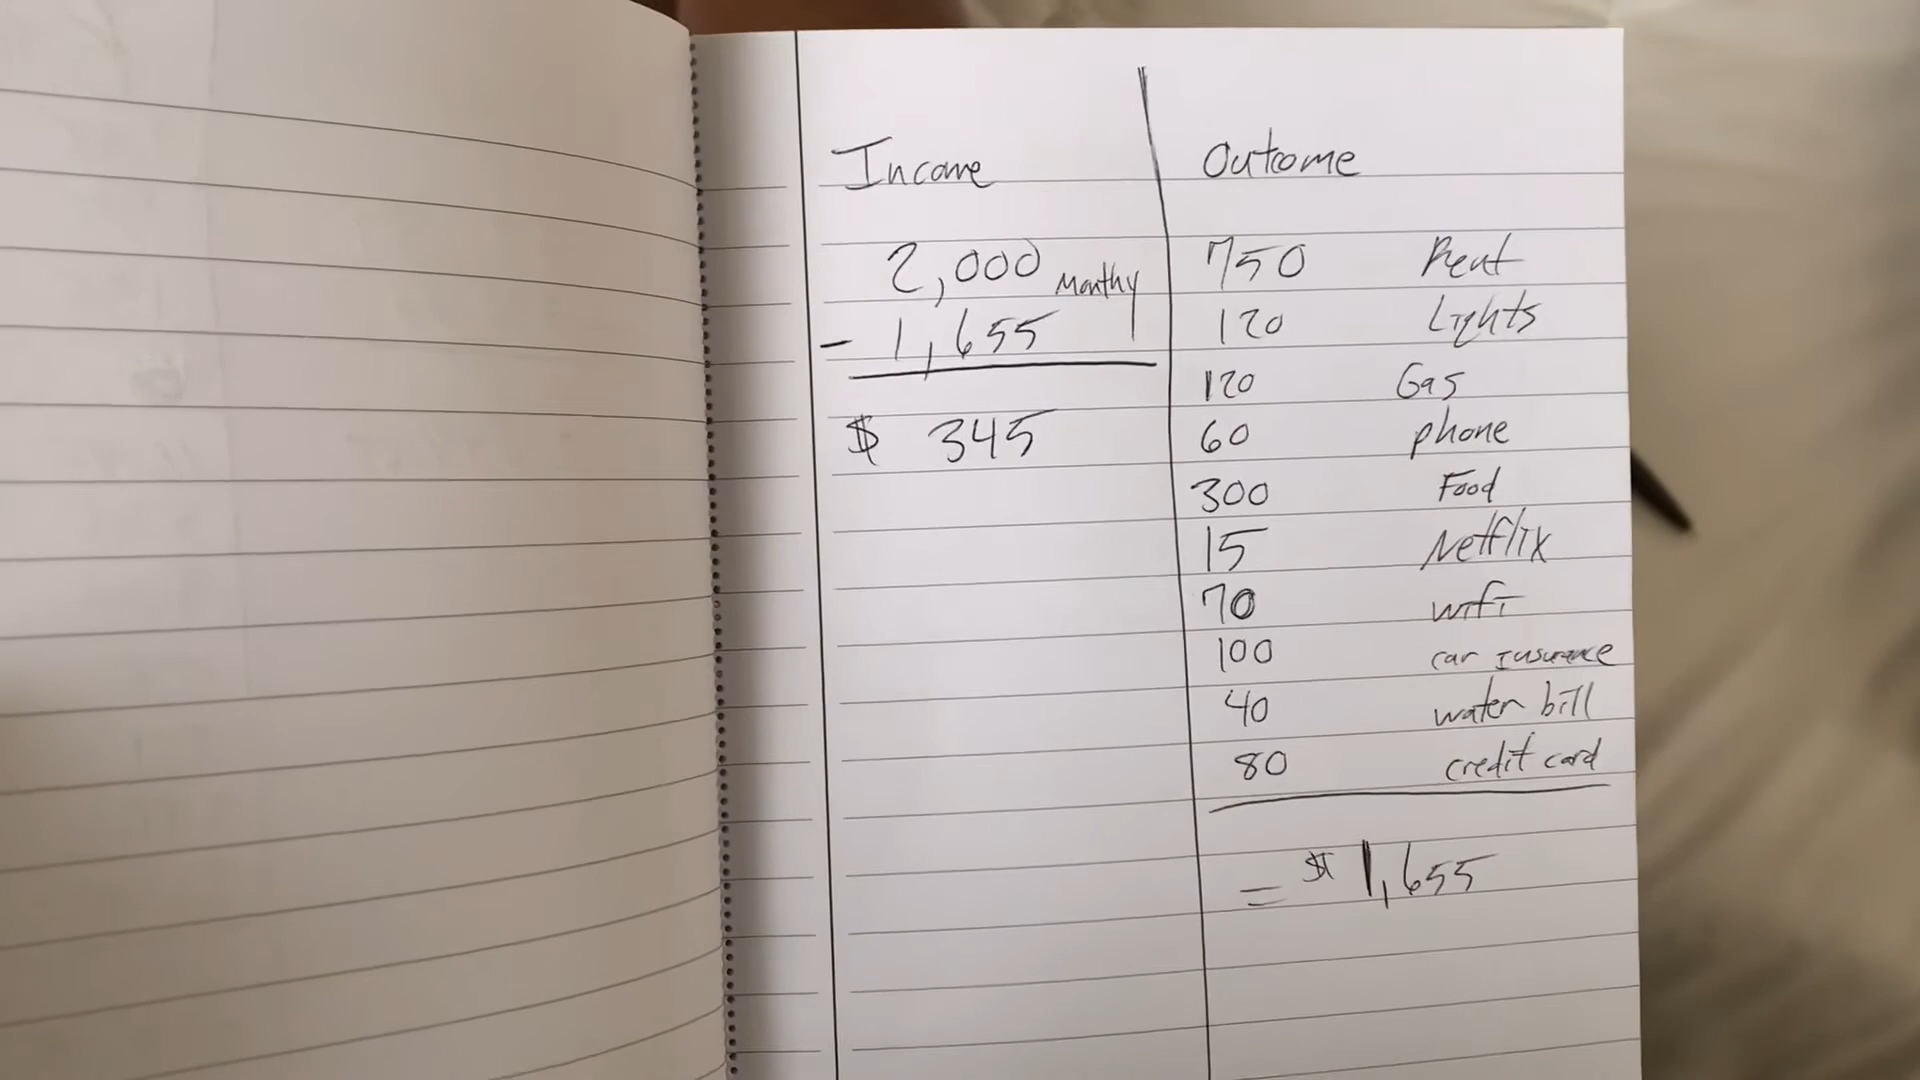 Income
2,000 Monthy
- 1,655
$ 345
Outcome
750 Rent
120 Lights
120 Gas
60 phone
300 Food
15 Netflix
70 wifi
100 car insurance
40 water bill
80 credit card
= $ 1,655